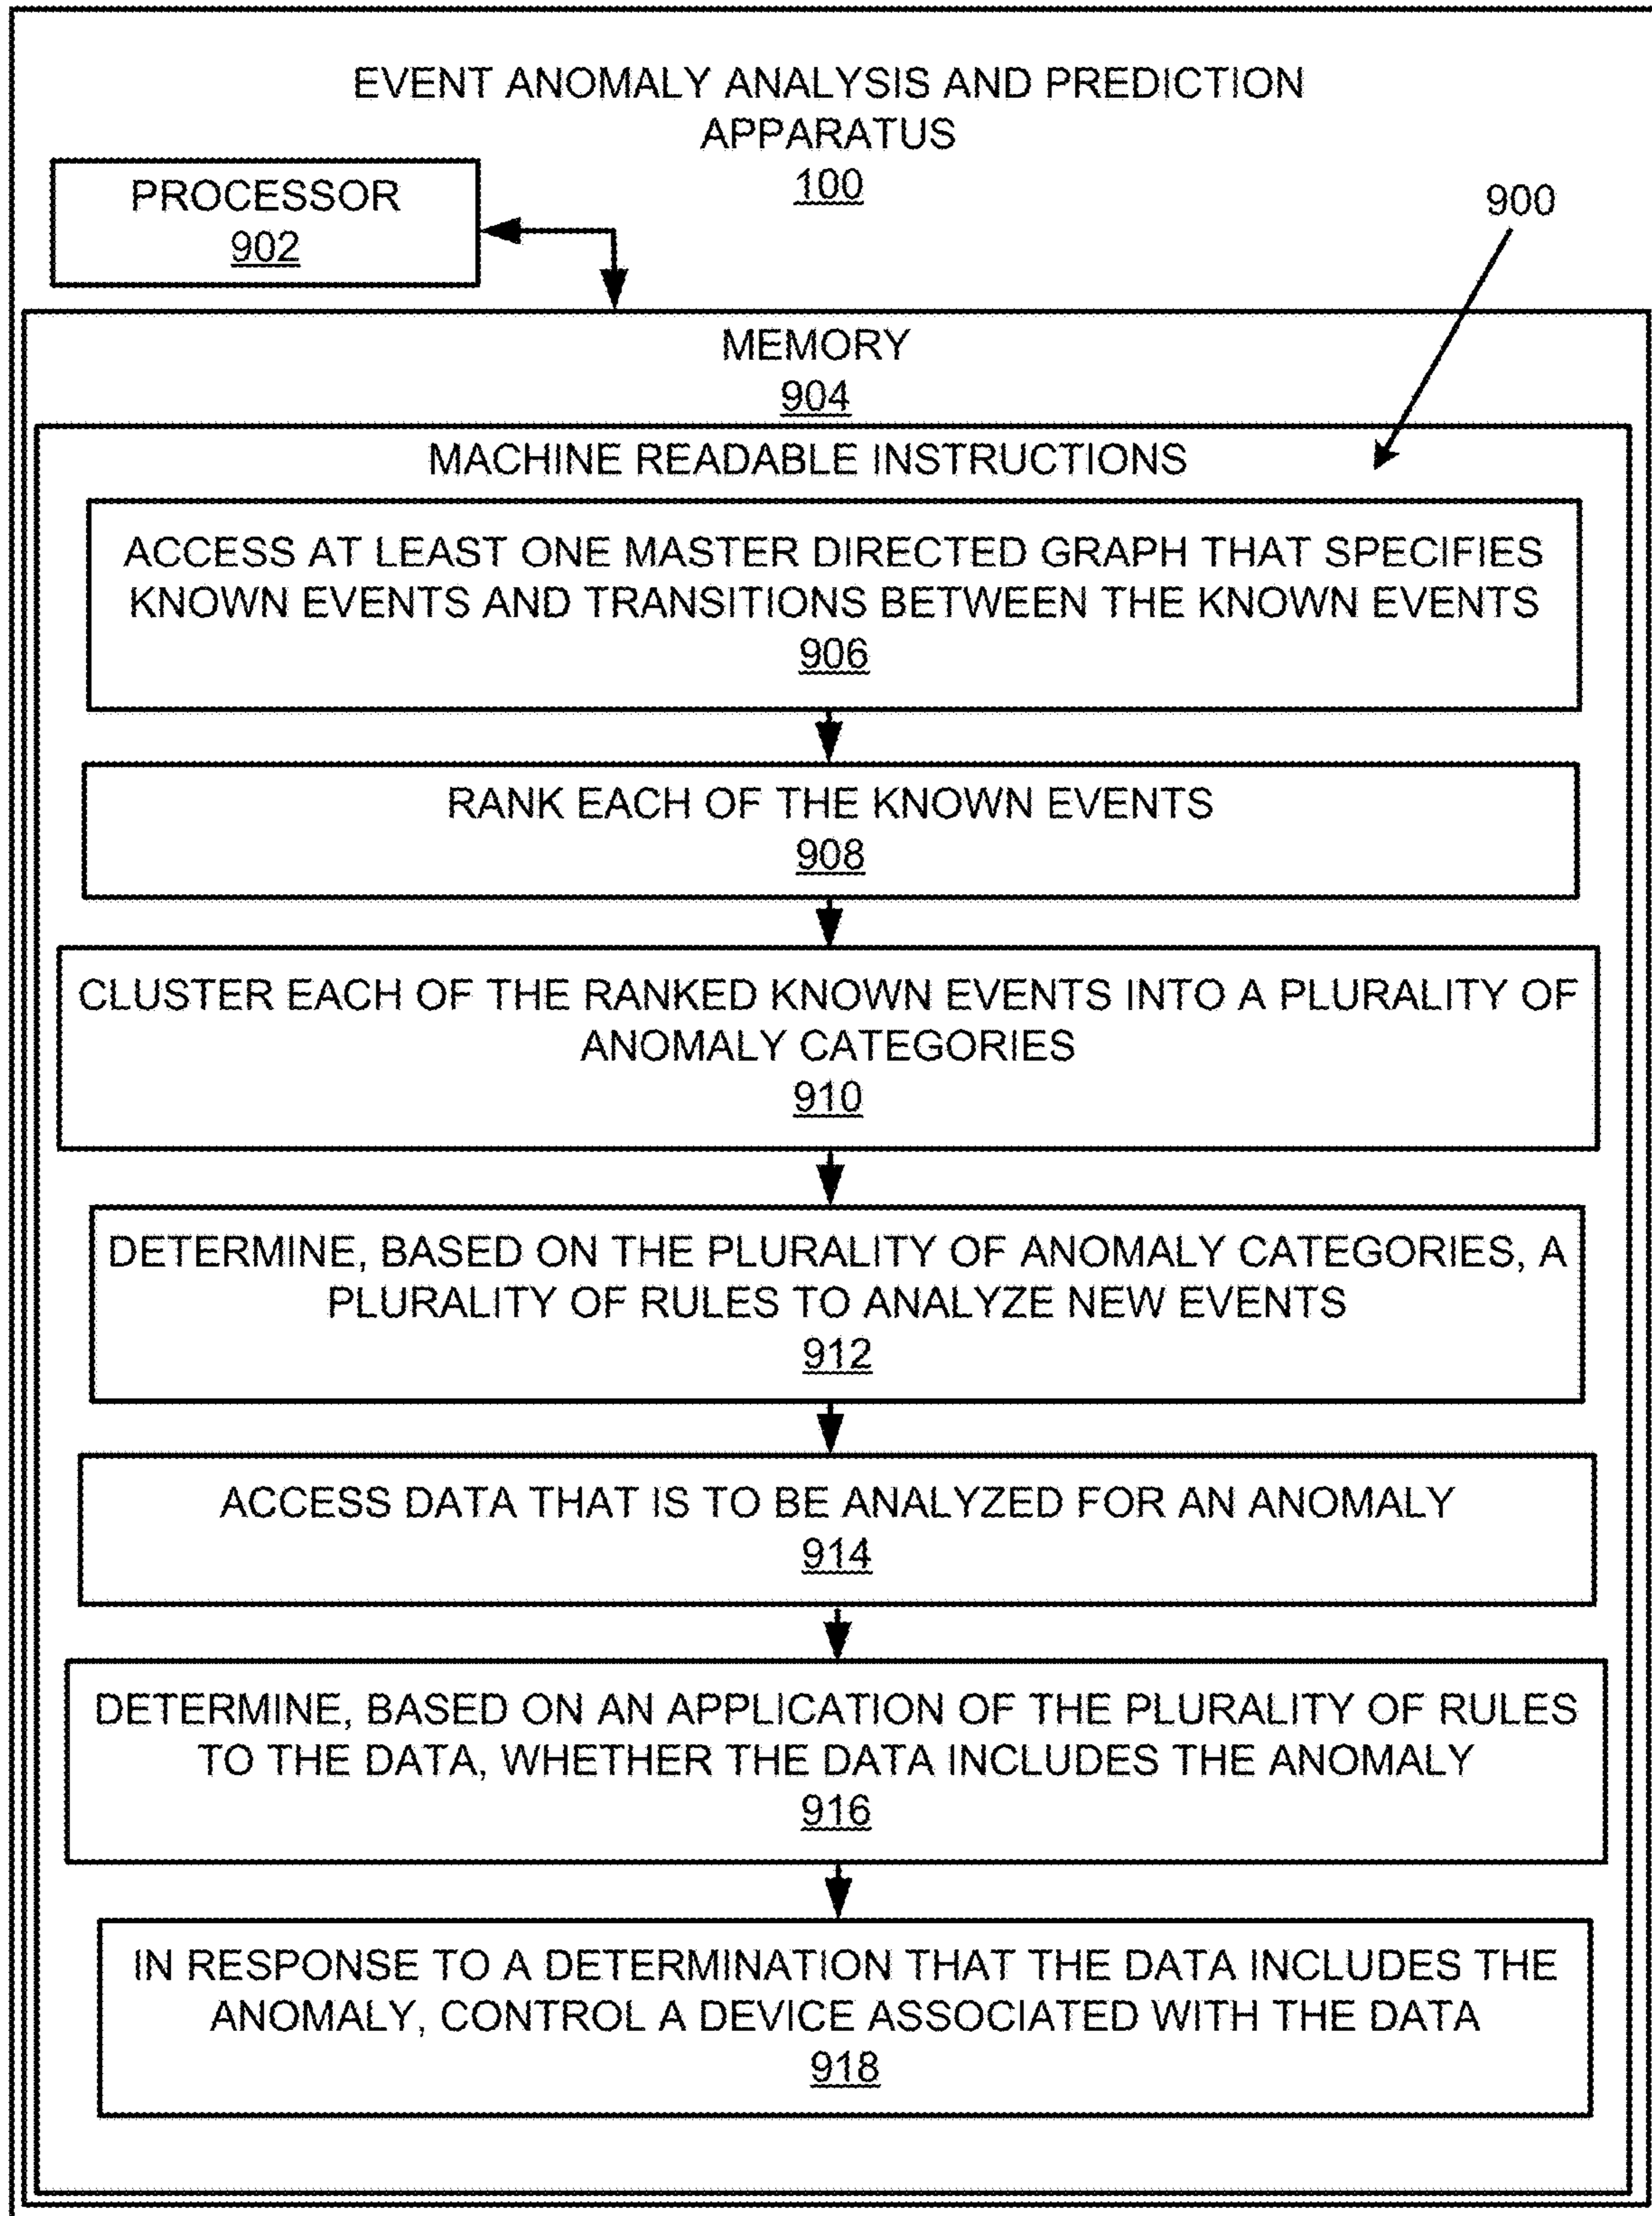 EVENT ANOMALY ANALYSIS AND PREDICTION
APPARATUS
100
PROCESSOR
902
900
MEMORY
904
MACHINE READABLE INSTRUCTIONS
ACCESS AT LEAST ONE MASTER DIRECTED GRAPH THAT SPECIFIES
KNOWN EVENTS AND TRANSITIONS BETWEEN THE KNOWN EVENTS
906
RANK EACH OF THE KNOWN EVENTS
908
CLUSTER EACH OF THE RANKED KNOWN EVENTS INTO A PLURALITY OF
ANOMALY CATEGORIES
910
DETERMINE, BASED ON THE PLURALITY OF ANOMALY CATEGORIES, A
PLURALITY OF RULES TO ANALYZE NEW EVENTS
912
ACCESS DATA THAT IS TO BE ANALYZED FOR AN ANOMALY
914
DETERMINE, BASED ON AN APPLICATION OF THE PLURALITY OF RULES
TO THE DATA, WHETHER THE DATA INCLUDES THE ANOMALY
916
IN RESPONSE TO A DETERMINATION THAT THE DATA INCLUDES THE
ANOMALY, CONTROL A DEVICE ASSOCIATED WITH THE DATA
918